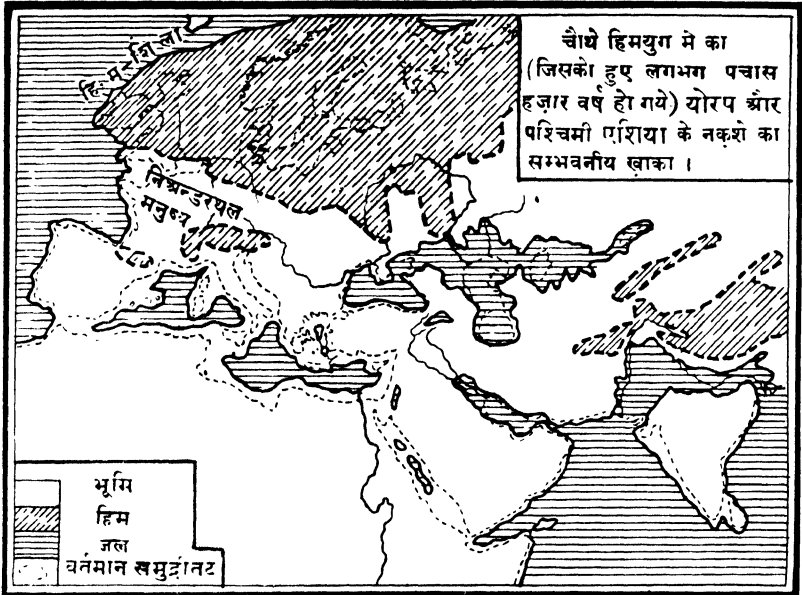 चौथे हिमयुग मे का
(जिसको हुए लगभग पचास
हज़ार वर्ष हो गये) योरप और
पश्चिमी एशिया के नक़शे का
सम्भवनीय ख़ाका ।
हिम-शिला
निअन्डरथल
मनुष्य
भूमि
हिम
जल
वर्तमान समुद्रातट